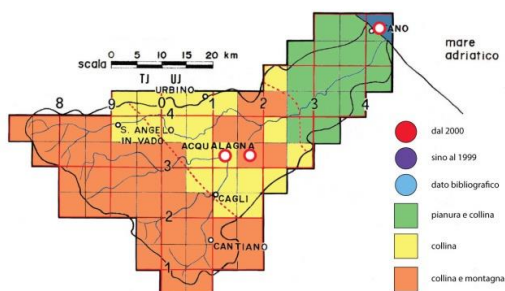 ANO
mare
adriatico
scala 0 5 10 15 20 km
TJ UJ
URBINO
8 9 0 1 2 3 4
4
S. ANGELO
IN VADO
ACQUALAGNA
3
CAGLI
2
CANTIANO
1
dal 2000
sino al 1999
dato bibliografico
pianura e collina
collina
collina e montagna